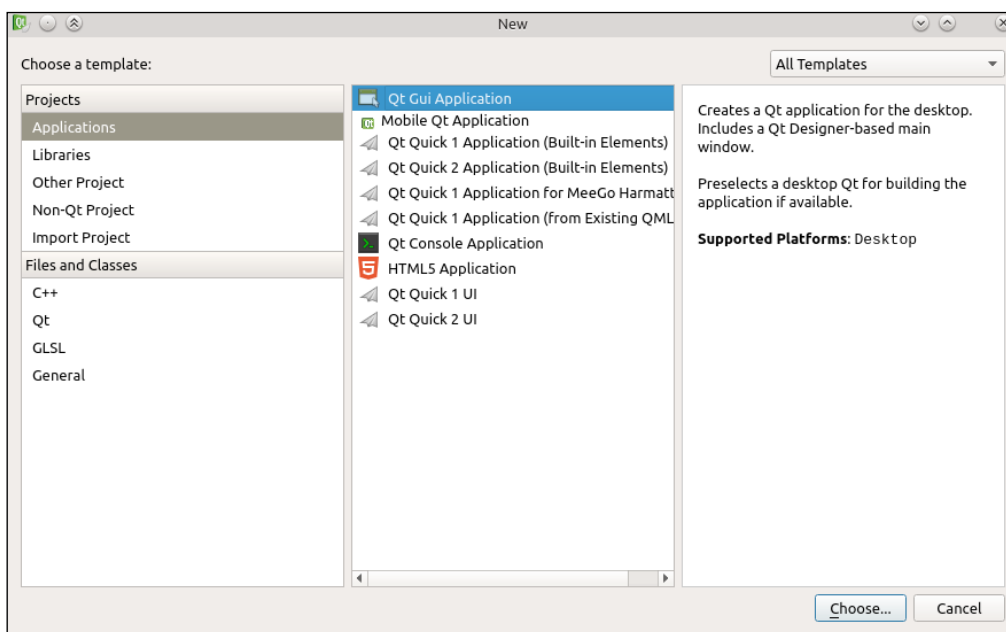 New
Choose a template:
All Templates
Projects
Applications
Libraries
Other Project
Non-Qt Project
Import Project
Files and Classes
C++
Qt
GLSL
General
Qt Gui Application
Mobile Qt Application
Qt Quick 1 Application (Built-in Elements)
Qt Quick 2 Application (Built-in Elements)
Qt Quick 1 Application for MeeGo Harmatt
Qt Quick 1 Application (from Existing QML
Qt Console Application
HTML5 Application
Qt Quick 1 UI
Qt Quick 2 UI
Creates a Qt application for the desktop.
Includes a Qt Designer-based main
window.
Preselects a desktop Qt for building the
application if available.
Supported Platforms: Desktop
Choose...
Cancel